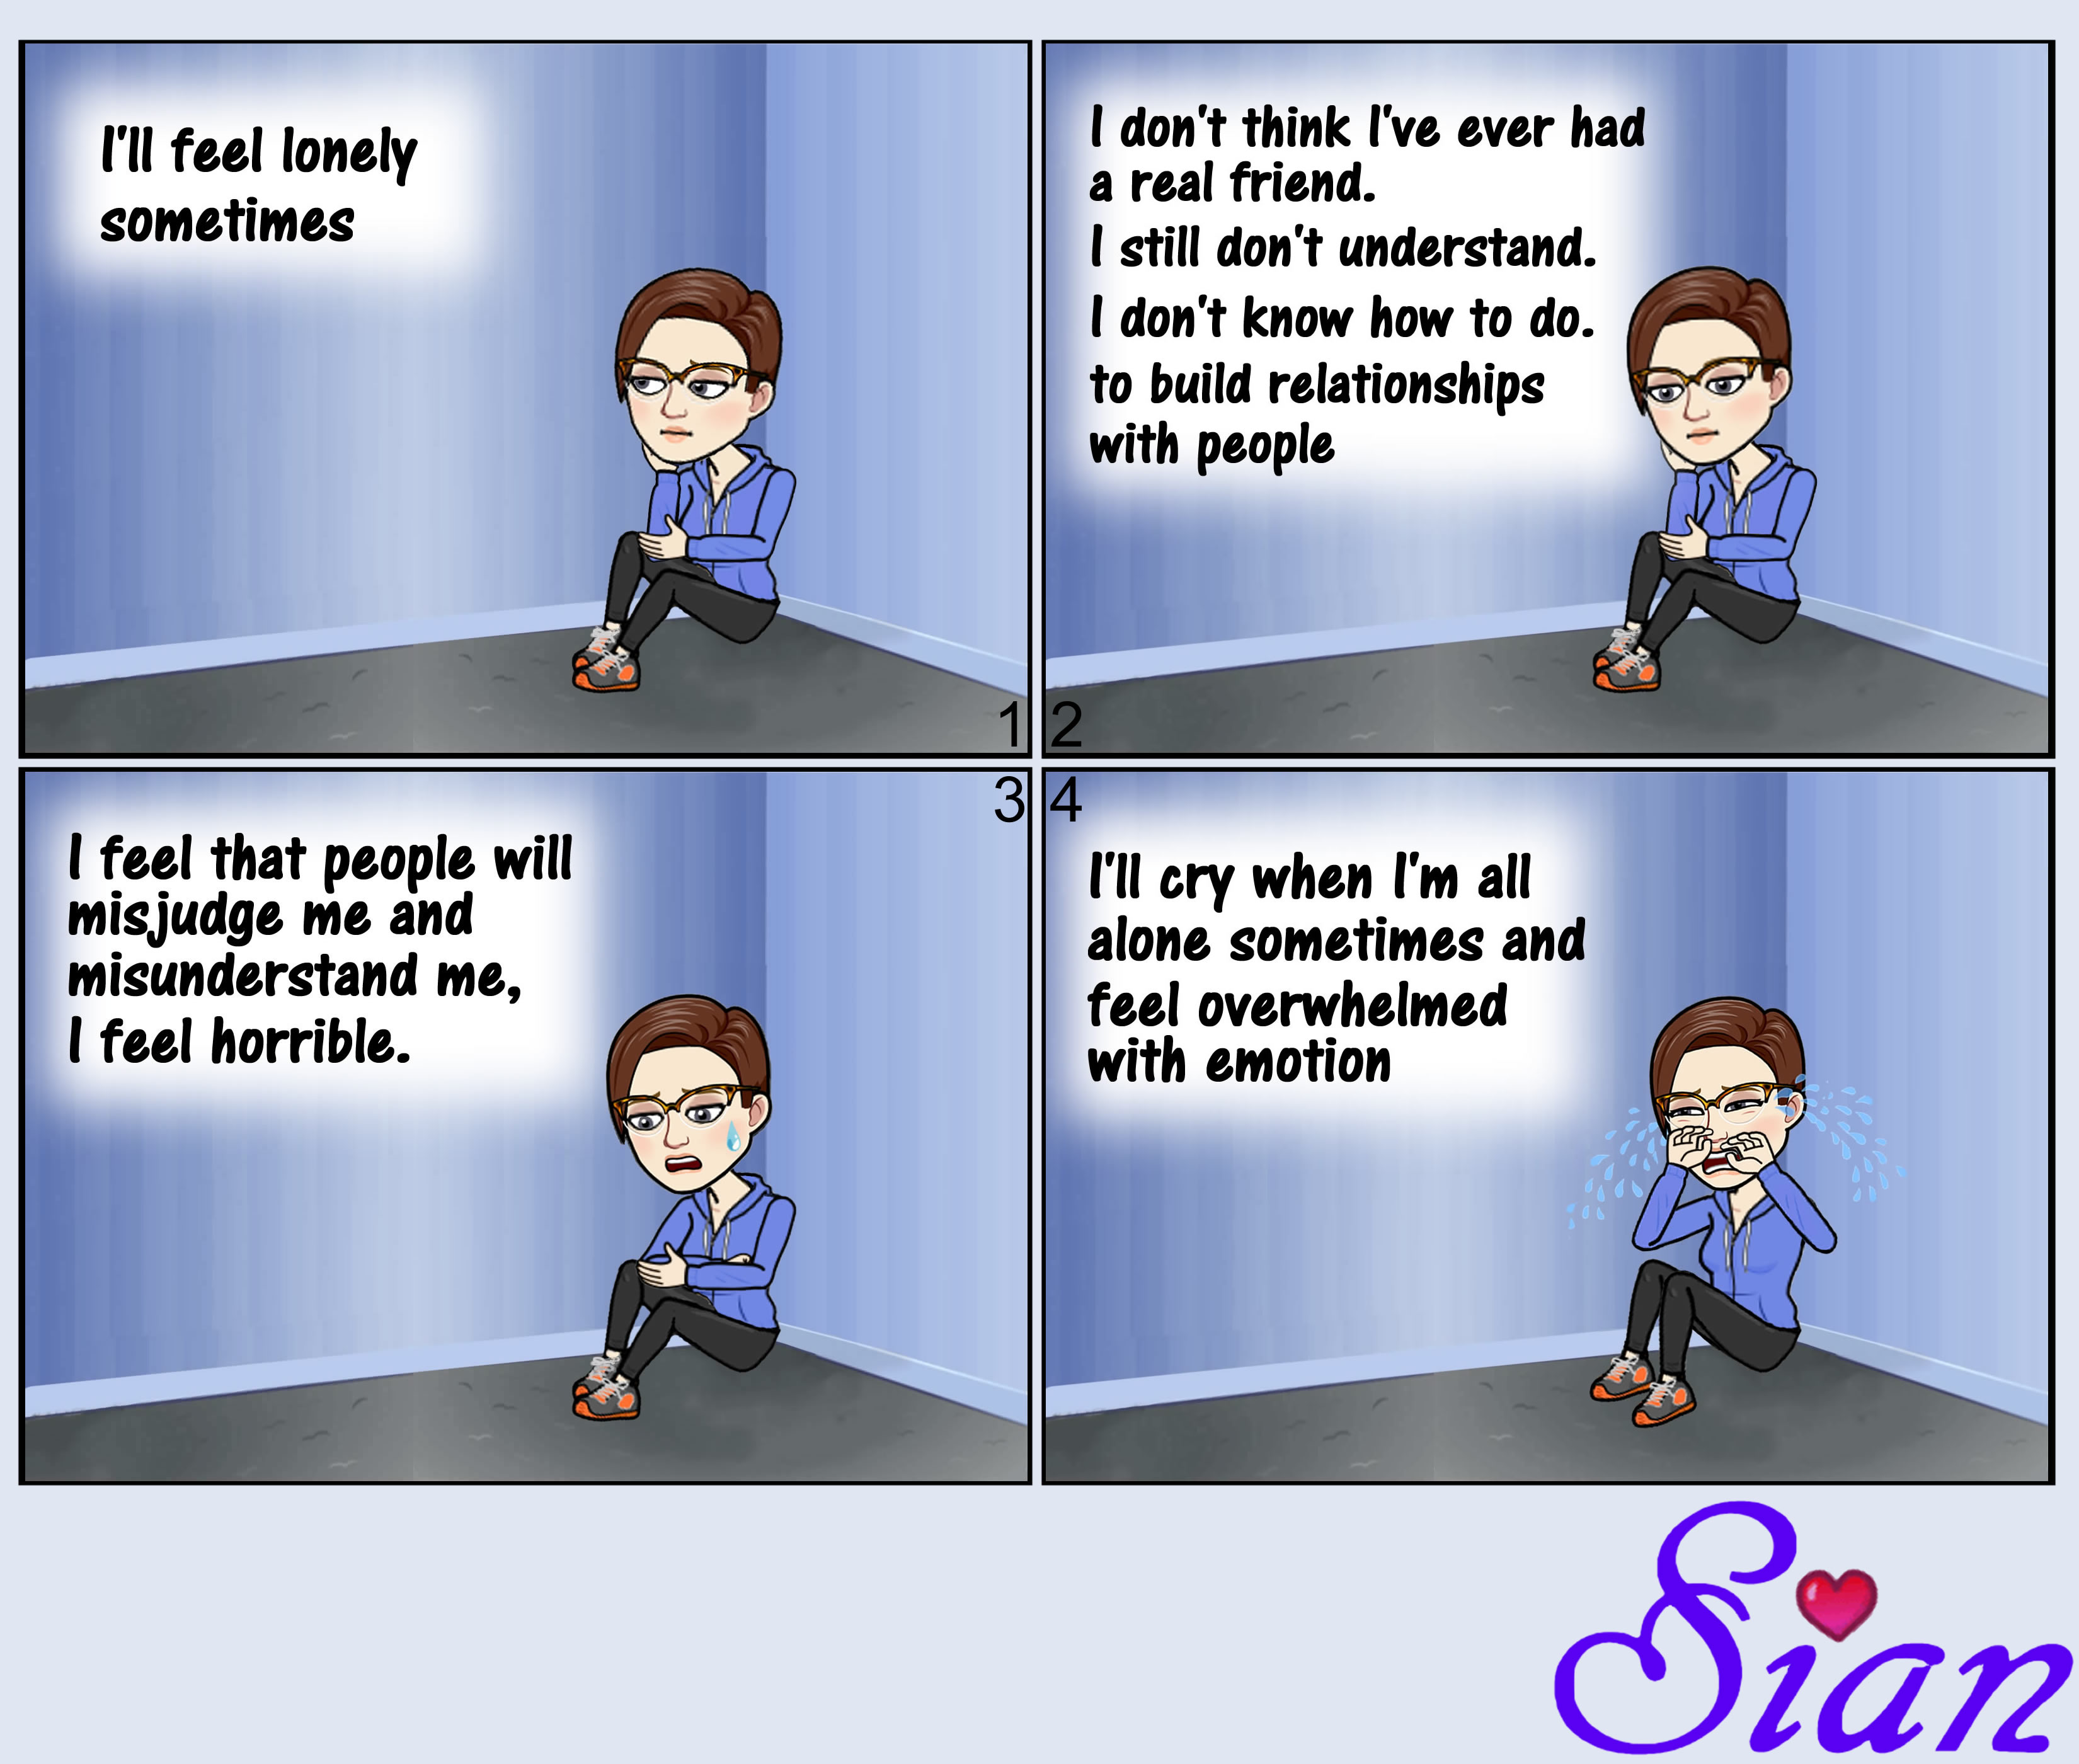 I'll feel lonely
sometimes
1
I don't think I've ever had
a real friend.
I still don't understand.
I don't know how to do.
to build relationships
with people
2
3
I feel that people will
misjudge me and
misunderstand me,
I feel horrible.
4
I'll cry when I'm all
alone sometimes and
feel overwhelmed
with emotion
Sian